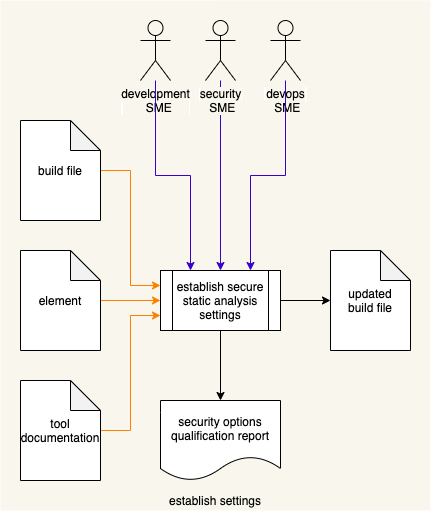 development
SME
security
SME
devops
SME
build file
element
tool
documentation
establish secure
static analysis
settings
updated
build file
security options
qualification report
establish settings